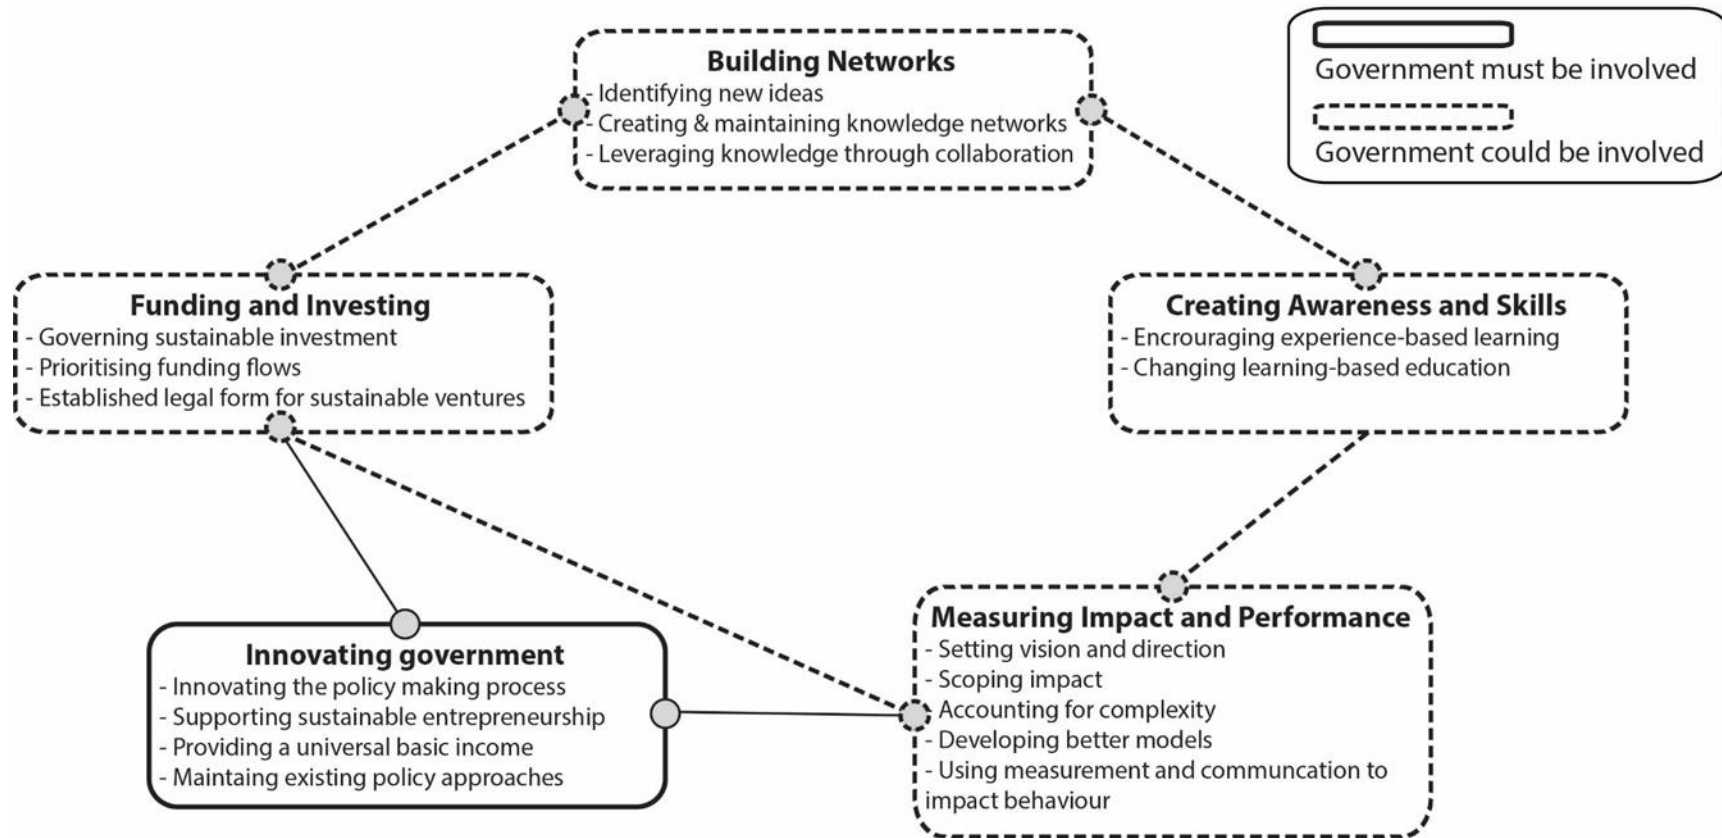 Building Networks
- Identifying new ideas
- Creating & maintaining knowledge networks
- Leveraging knowledge through collaboration
Government must be involved
Government could be involved
Funding and Investing
- Governing sustainable investment
- Prioritising funding flows
- Established legal form for sustainable ventures
Creating Awareness and Skills
- Encouraging experience-based learning
- Changing learning-based education
Innovating government
- Innovating the policy making process
- Supporting sustainable entrepreneurship
- Providing a universal basic income
- Maintaing existing policy approaches
Measuring Impact and Performance
- Setting vision and direction
- Scoping impact
- Accounting for complexity
- Developing better models
- Using measurement and communcation to
impact behaviour